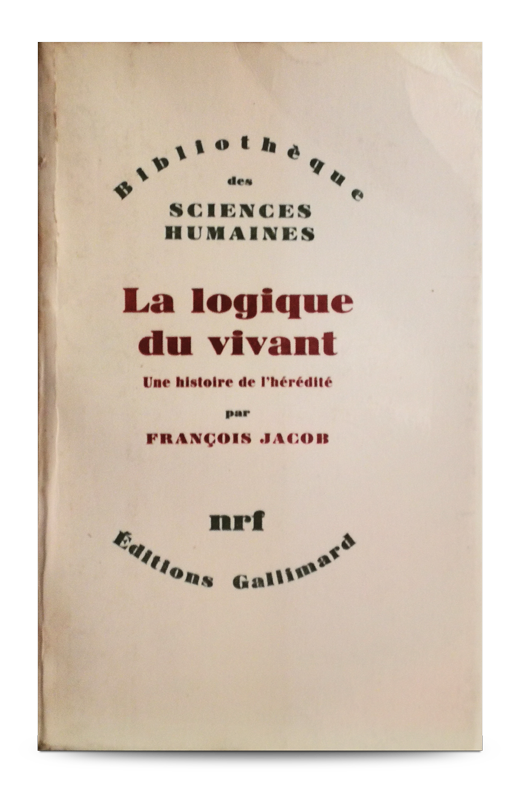 Bibliothèque
des
SCIENCES
HUMAINES
La logique
du vivant
Une histoire de l'hérédité
par
FRANÇOIS JACOB
nrf
Éditions Gallimard